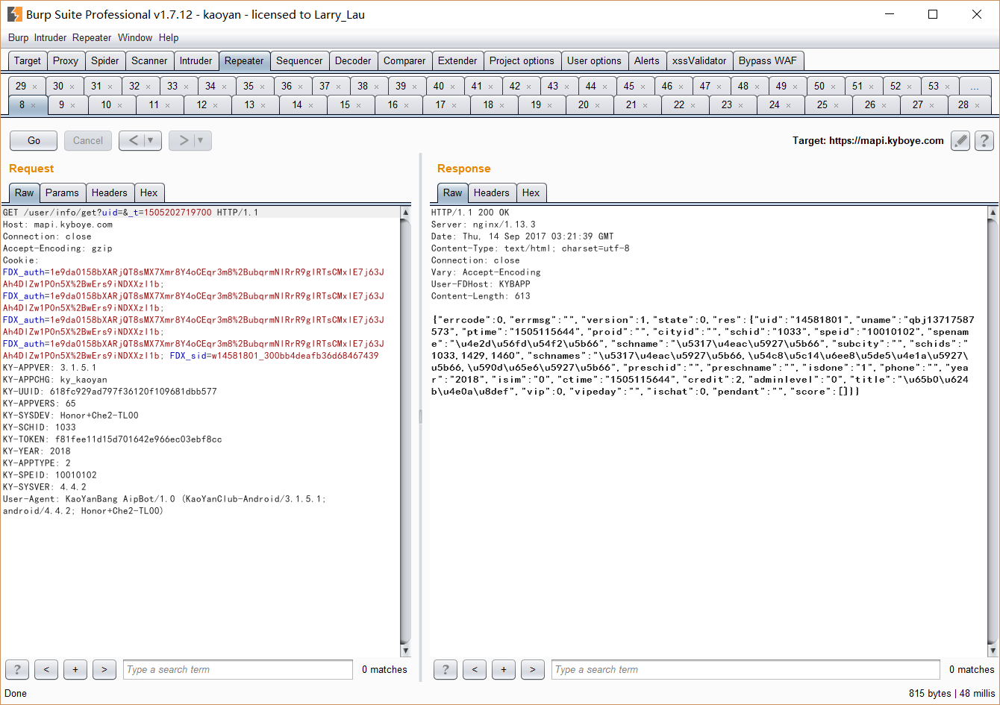 Burp Suite Professional v1.7.12 - kaoyan - licensed to Larry_Lau
Burp Intruder Repeater Window Help
Target Proxy Spider Scanner Intruder Repeater Sequencer Decoder Comparer Extender Project options User options Alerts xssValidator Bypass WAF
29 × 30 × 31 × 32 × 33 × 34 × 35 × 36 × 37 × 38 × 39 × 40 × 41 × 42 × 43 × 44 × 45 × 46 × 47 × 48 × 49 × 50 × 51 × 52 × 53 × ...
8 × 9 × 10 × 11 × 12 × 13 × 14 × 15 × 16 × 17 × 18 × 19 × 20 × 21 × 22 × 23 × 24 × 25 × 26 × 27 × 28 ×
Go Cancel < ▼ > ▼ Target: https://mapi.kyboye.com ?
Request
Raw Params Headers Hex
GET /user/info/get?uid=&_t=1505202719700 HTTP/1.1
Host: mapi.kyboye.com
Connection: close
Accept-Encoding: gzip
Cookie:
FDX_auth=1e9da0158bXARjQT8sMX7Xmr8Y4oCEqr3m8%2BubqrmNlRrR9glRTsCMxlE7j63J
Ah4DlZw1P0n5X%2BwErs9iNDXXzl1b;
FDX_auth=1e9da0158bXARjQT8sMX7Xmr8Y4oCEqr3m8%2BubqrmNlRrR9glRTsCMxlE7j63J
Ah4DlZw1P0n5X%2BwErs9iNDXXzl1b;
FDX_auth=1e9da0158bXARjQT8sMX7Xmr8Y4oCEqr3m8%2BubqrmNlRrR9glRTsCMxlE7j63J
Ah4DlZw1P0n5X%2BwErs9iNDXXzl1b;
FDX_auth=1e9da0158bXARjQT8sMX7Xmr8Y4oCEqr3m8%2BubqrmNlRrR9glRTsCMxlE7j63J
Ah4DlZw1P0n5X%2BwErs9iNDXXzl1b; FDX_sid=w14581801_300bb4deafb36d68467439
KY-APPVER: 3.1.5.1
KY-APPCHG: ky_kaoyan
KY-UUID: 618fc929ad797f36120f109681dbb577
KY-APPVERS: 65
KY-SYSDEV: Honor+Che2-TL00
KY-SCHID: 1033
KY-TOKEN: f81fee11d15d701642e966ec03ebf8cc
KY-YEAR: 2018
KY-APPTYPE: 2
KY-SPEID: 10010102
KY-SYSVER: 4.4.2
User-Agent: KaoYanBang AipBot/1.0 (KaoYanClub-Android/3.1.5.1;
android/4.4.2; Honor+Che2-TL00)
Response
Raw Headers Hex
HTTP/1.1 200 OK
Server: nginx/1.13.3
Date: Thu, 14 Sep 2017 03:21:39 GMT
Content-Type: text/html; charset=utf-8
Connection: close
Vary: Accept-Encoding
User-FDHost: KYBAPP
Content-Length: 613
{"errcode":0,"errmsg":"","version":1,"state":0,"res":{"uid":"14581801","uname":"qbj13717587
573","ptime":"1505115644","proid":"","cityid":"","schid":"1033","speid":"10010102","spenam
e":"\u4e2d\u56fd\u54f2\u5b66","schname":"\u5317\u4eac\u5927\u5b66","subcity":"","schids":"
1033,1429,1460","schnames":"\u5317\u4eac\u5927\u5b66,\u54c8\u5c14\u6ee8\u5de5\u4e1a\u5927\
u5b66,\u590d\u65e6\u5927\u5b66","preschid":"","preschname":"","isdone":"1","phone":"","yea
r":"2018","isim":"0","ctime":"1505115644","credit":2,"adminlevel":"0","title":"\u65b0\u624
b\u4e0a\u8def","vip":0,"vipeday":"","ischat":0,"pendant":"","score":[]}}
? < + > Type a search term 0 matches
? < + > Type a search term 0 matches
Done 815 bytes | 48 millis